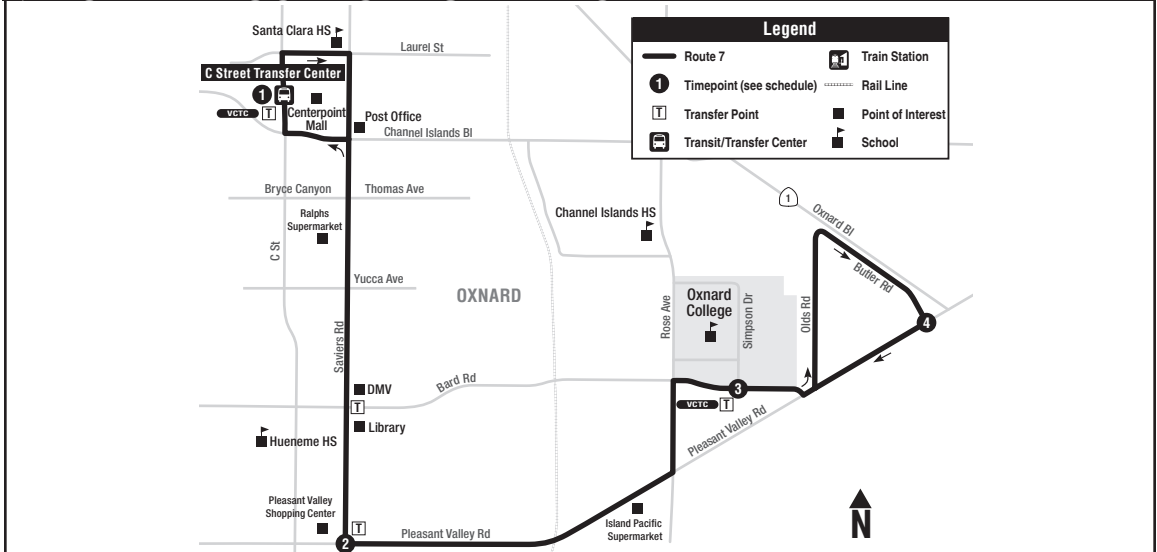 Santa Clara HS
Laurel St
C Street Transfer Center
1
VCTC
T
Centerpoint
Mall
Post Office
Channel Islands Bl
Legend
Route 7
1
Timepoint (see schedule)
T
Transfer Point
Transit/Transfer Center
Train Station
Rail Line
Point of Interest
School
Bryce Canyon
Thomas Ave
Ralphs
Supermarket
C St
Yucca Ave
OXNARD
Saviers Rd
Channel Islands HS
1
Oxnard Bl
Butler Rd
Olds Rd
Rose Ave
Oxnard
College
Simpson Dr
4
3
VCTC
T
DMV
T
Bard Rd
Library
Hueneme HS
Pleasant Valley Rd
Pleasant Valley
Shopping Center
T
2
Pleasant Valley Rd
Island Pacific
Supermarket
N